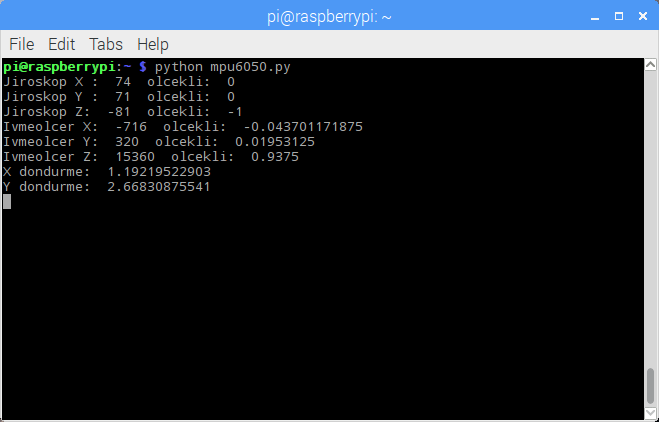 pi@raspberrypi: ~
File Edit Tabs Help
pi@raspberrypi:~ $ python mpu6050.py
Jiroskop X :  74  olcekli:  0
Jiroskop Y :  71  olcekli:  0
Jiroskop Z:  -81  olcekli:  -1
Ivmeolcer X:  -716  olcekli:  -0.043701171875
Ivmeolcer Y:  320  olcekli:  0.01953125
Ivmeolcer Z:  15360  olcekli:  0.9375
X dondurme:  1.19219522903
Y dondurme:  2.66830875541